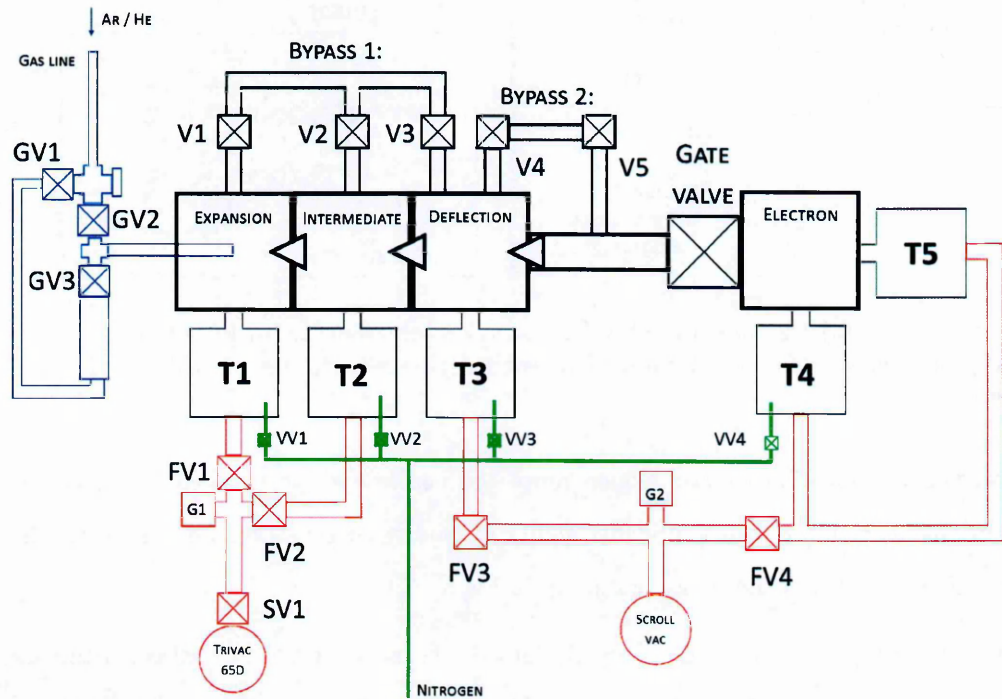 AR / HE
GAS LINE
BYPASS 1:
BYPASS 2:
V1
V2
V3
V4
V5
GATE
VALVE
GV1
GV2
GV3
EXPANSION
INTERMEDIATE
DEFLECTION
ELECTRON
T5
T1
T2
T3
T4
VV1
VV2
VV3
VV4
FV1
G1
FV2
G2
FV3
FV4
SV1
TRIVAC
65D
SCROLL
VAC
NITROGEN